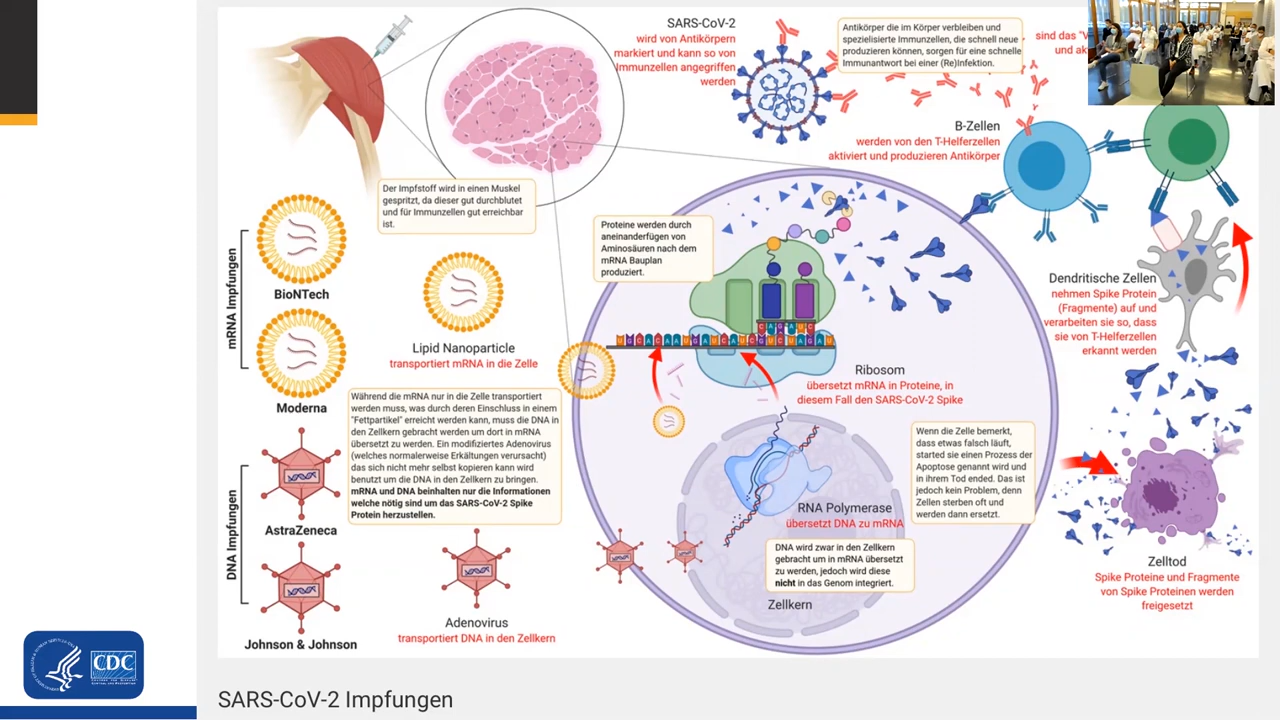 SARS-CoV-2
wird von Antikörpern
markiert und kann so von
Immunzellen angegriffen
werden
Antikörper die im Körper verbleiben und
spezielisierte Immunzellen, die schnell neue
produzieren können, sorgen für eine schnelle
Immunantwort bei einer (Re)Infektion.
sind das "V
und ak
B-Zellen
werden von den T-Helferzellen
aktiviert und produzieren Antikörper
Der Impfstoff wird in einen Muskel
gespritzt, da dieser gut durchblutet
und für Immunzellen gut erreichbar
ist.
Proteine werden durch
aneinanderfügen von
Aminosäuren nach dem
mRNA Bauplan
produziert.
mRNA Impfungen
BioNTech
Moderna
Lipid Nanoparticle
transportiert mRNA in die Zelle
Dendritische Zellen
nehmen Spike Protein
(Fragmente) auf und
verarbeiten sie so, dass
sie von T-Helferzellen
erkannt werden
Ribosom
übersetzt mRNA in Proteine, in
diesem Fall den SARS-CoV-2 Spike
Während die mRNA nur in die Zelle transportiert
werden muss, was durch deren Einschluss in einem
"Fettpartikel" erreicht werden kann, muss die DNA in
den Zellkern gebracht werden um dort in mRNA
übersetzt zu werden. Ein modifiziertes Adenovirus
(welches normalerweise Erkältungen verursacht)
das sich nicht mehr selbst kopieren kann wird
benutzt um die DNA in den Zellkern zu bringen.
mRNA und DNA beinhalten nur die Informationen
welche nötig sind um das SARS-CoV-2 Spike
Protein herzustellen.
Wenn die Zelle bemerkt,
dass etwas falsch läuft,
started sie einen Prozess der
Apoptose genannt wird und
in ihrem Tod ended. Das ist
jedoch kein Problem, denn
Zellen sterben oft und
werden dann ersetzt.
RNA Polymerase
übersetzt DNA zu mRNA
DNA wird zwar in den Zellkern
gebracht um in mRNA übersetzt
zu werden, jedoch wird diese
nicht in das Genom integriert.
Zellkern
DNA Impfungen
AstraZeneca
Johnson & Johnson
Adenovirus
transportiert DNA in den Zellkern
Zelltod
Spike Proteine und Fragmente
von Spike Proteinen werden
freigesetzt
CDC
SARS-CoV-2 Impfungen